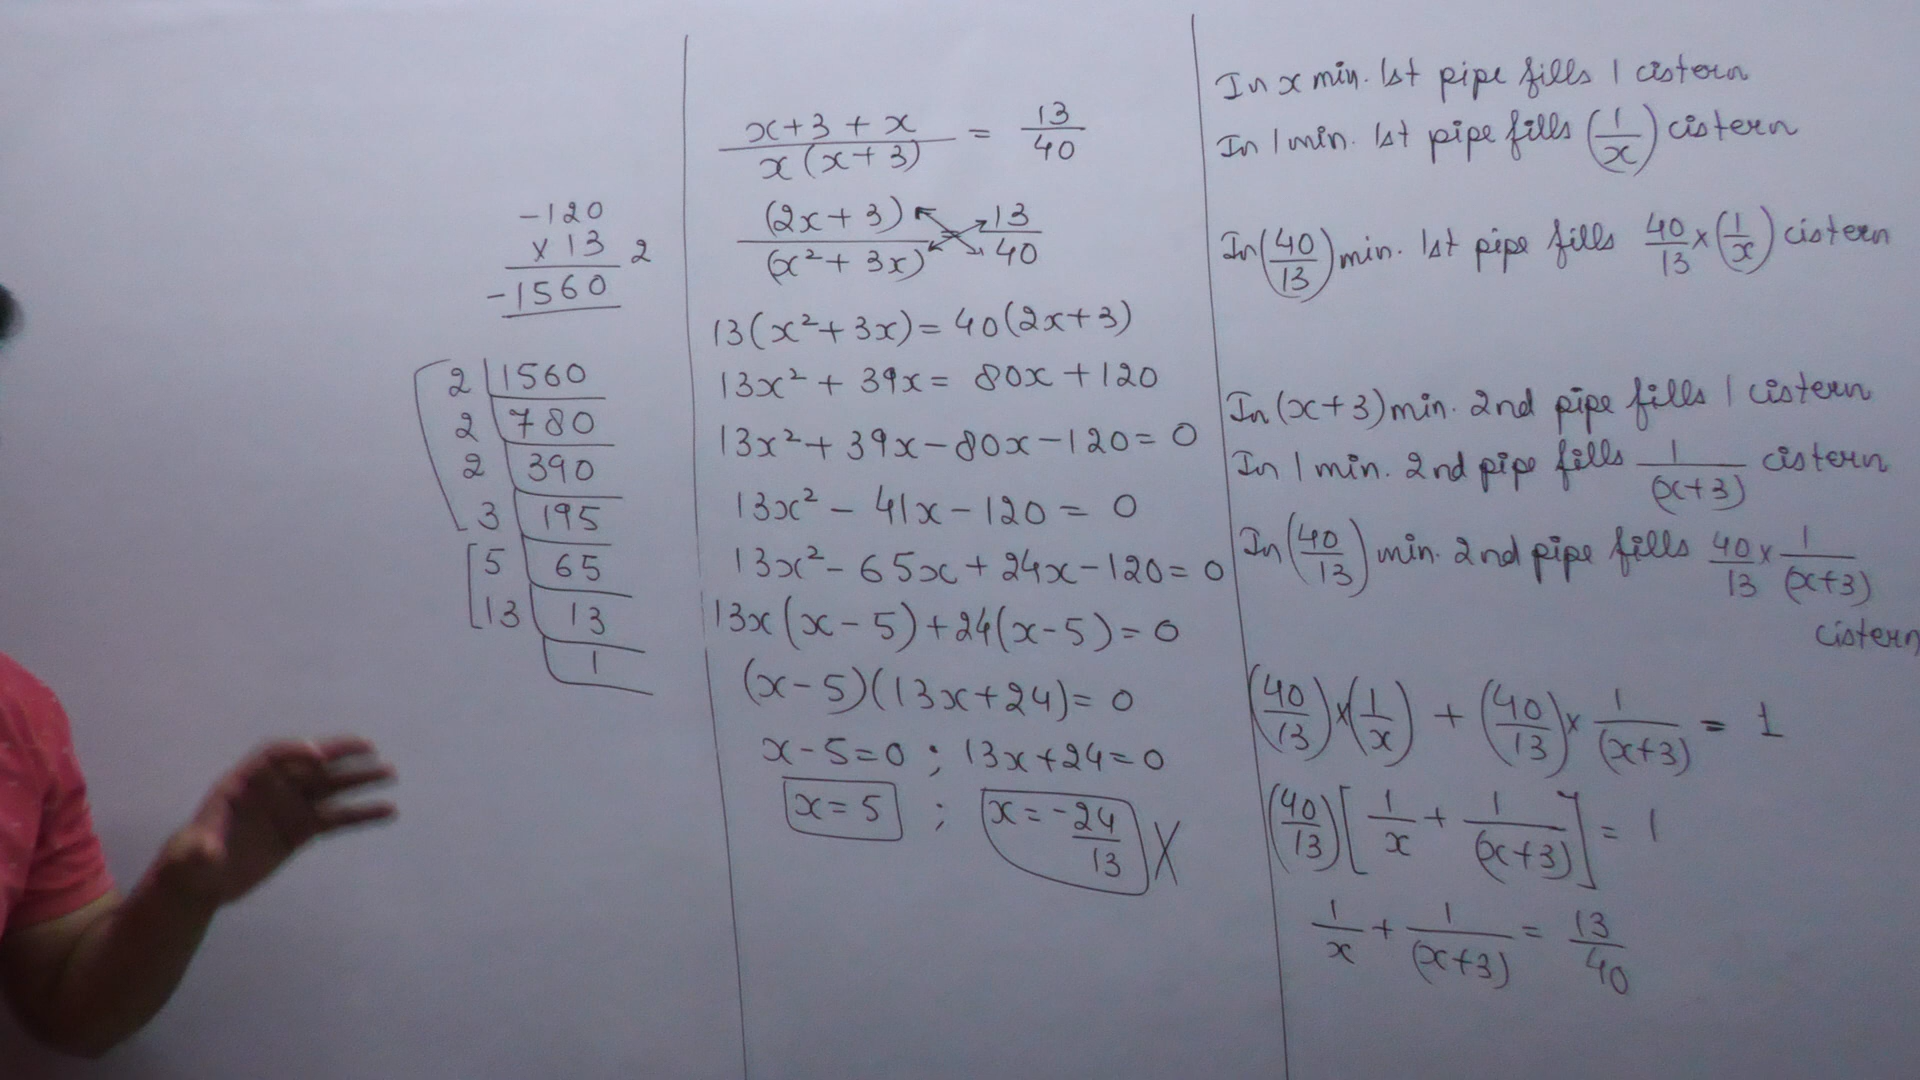 In x min. 1st pipe fills 1 cistern
In 1 min. 1st pipe fills (1/x) cistern
In (40/13) min. 1st pipe fills 40/13 × (1/x) cistern
In (x+3) min. 2nd pipe fills 1 cistern
In 1 min. 2nd pipe fills 1/(x+3) cistern
In (40/13) min. 2nd pipe fills 40/13 × 1/(x+3)
cistern
(40/13) × (1/x) + (40/13) × 1/(x+3) = 1
(40/13) [1/x + 1/(x+3)] = 1
1/x + 1/(x+3) = 13/40
x+3+x / x(x+3) = 13/40
(2x+3) / (x²+3x) = 13/40
13(x²+3x) = 40(2x+3)
13x² + 39x = 80x + 120
13x² + 39x - 80x - 120 = 0
13x² - 41x - 120 = 0
13x² - 65x + 24x - 120 = 0
13x(x-5) + 24(x-5) = 0
(x-5)(13x+24) = 0
x-5=0 ; 13x+24=0
x=5 ; x=-24/13 X
-120
×13 2
-1560
2 | 1560
2 | 780
2 | 390
3 | 195
5 | 65
13 | 13
1